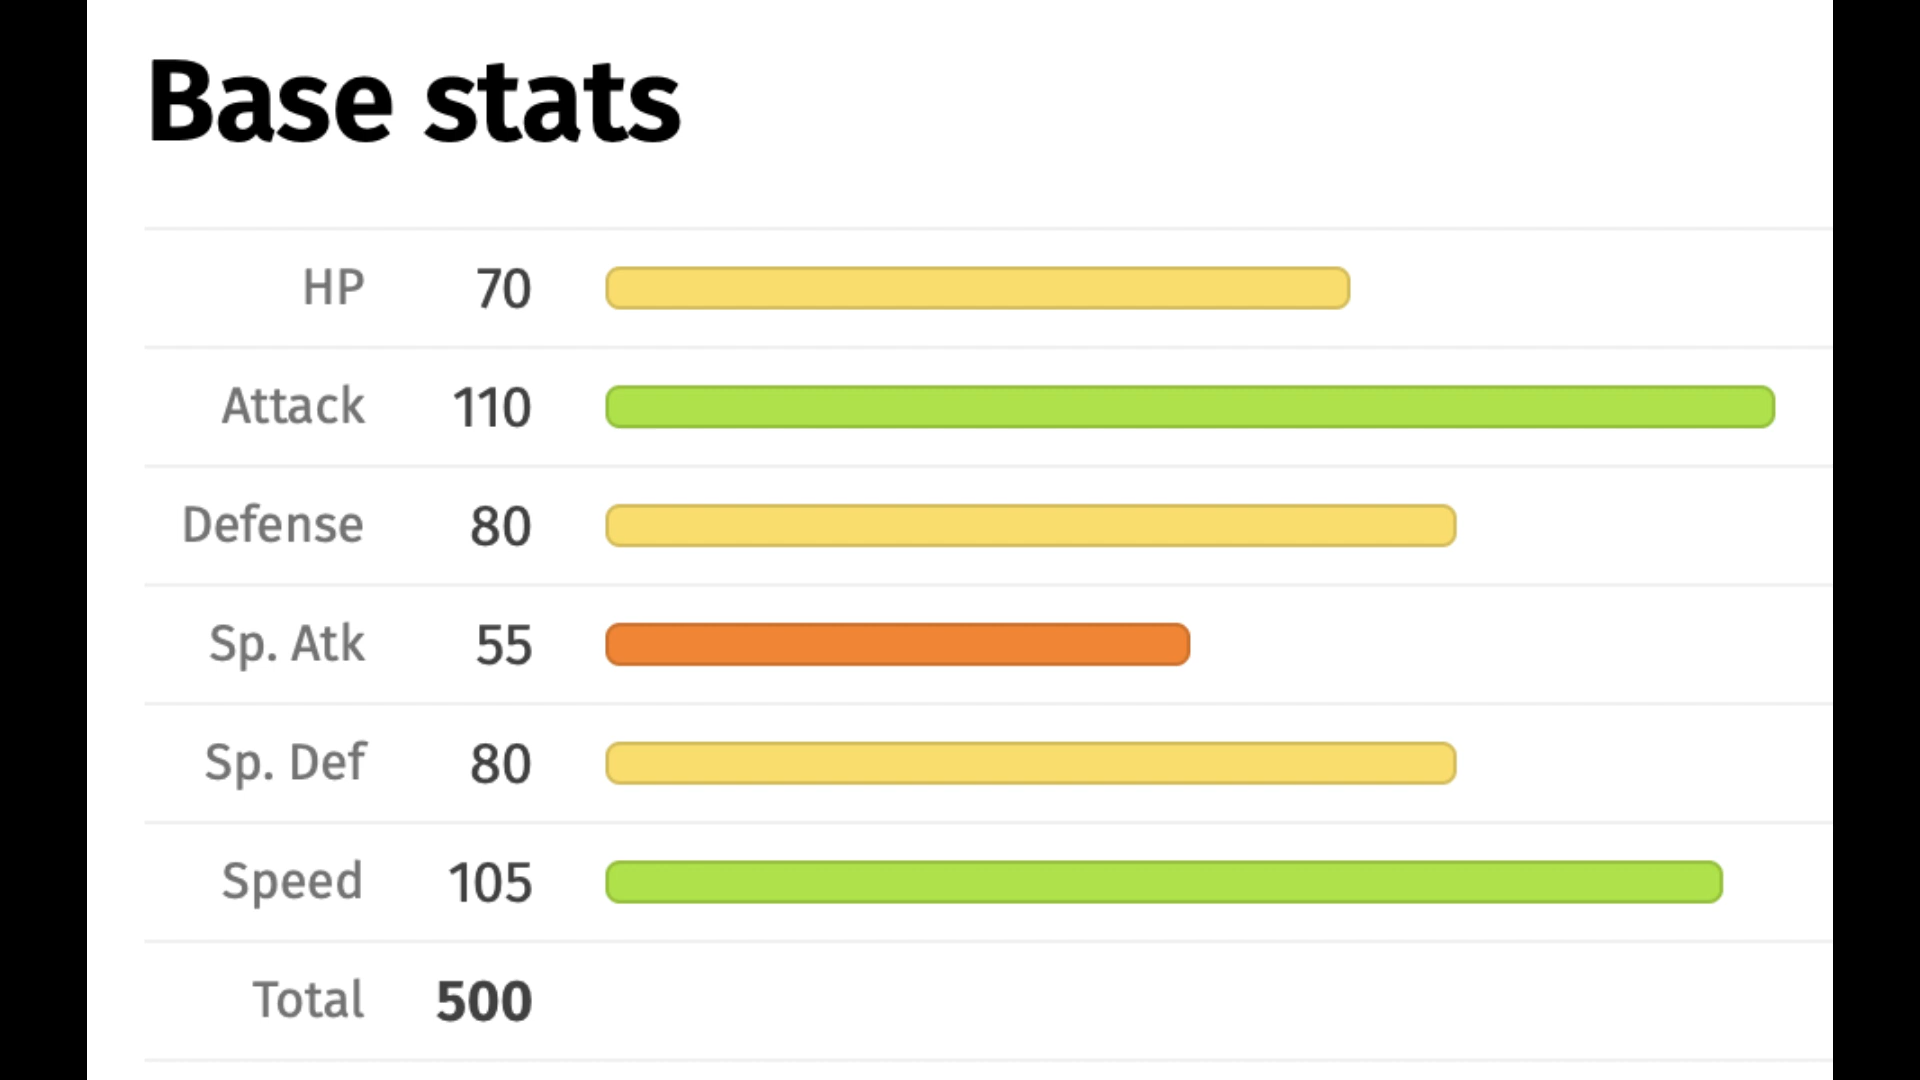 Base stats
HP 70
Attack 110
Defense 80
Sp. Atk 55
Sp. Def 80
Speed 105
Total 500